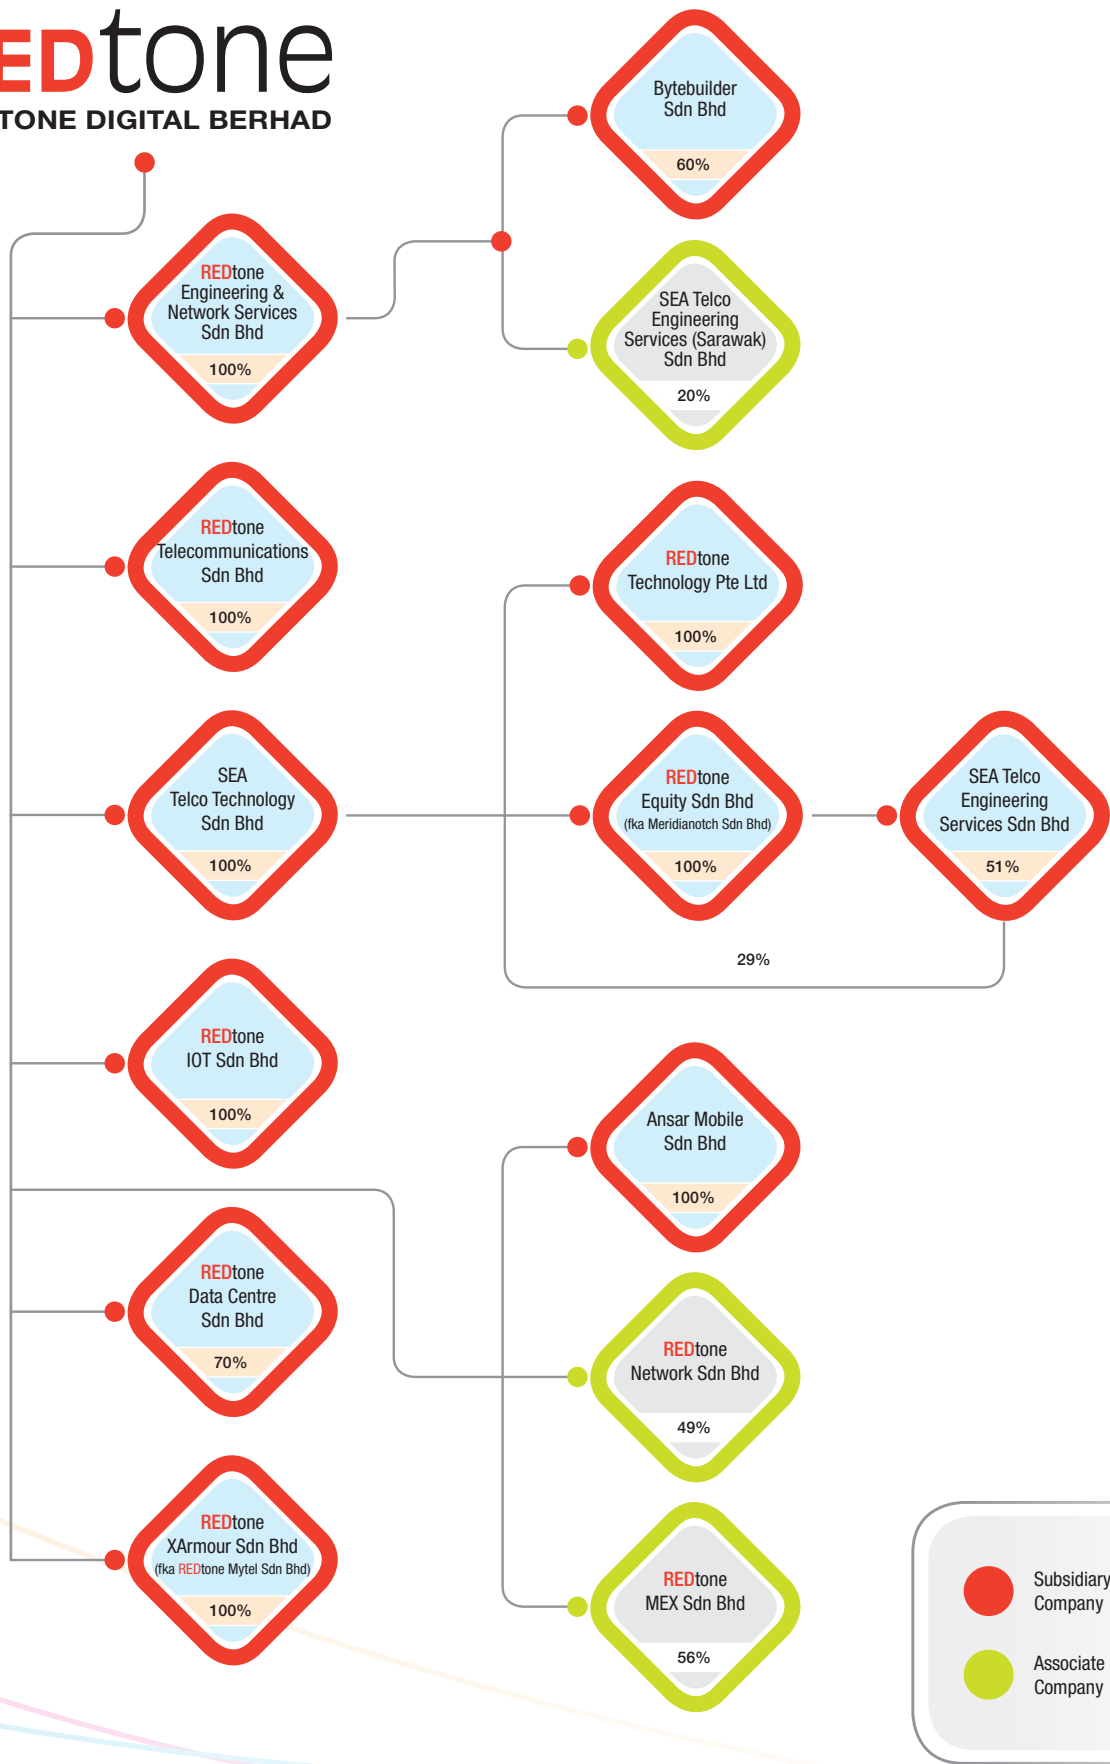 EDtone
TONE DIGITAL BERHAD
Bytebuilder
Sdn Bhd
60%
REDtone
Engineering &
Network Services
Sdn Bhd
100%
SEA Telco
Engineering
Services (Sarawak)
Sdn Bhd
20%
REDtone
Telecommunications
Sdn Bhd
100%
REDtone
Technology Pte Ltd
100%
SEA
Telco Technology
Sdn Bhd
100%
REDtone
Equity Sdn Bhd
(fka Meridianotch Sdn Bhd)
100%
SEA Telco
Engineering
Services Sdn Bhd
51%
29%
REDtone
IOT Sdn Bhd
100%
Ansar Mobile
Sdn Bhd
100%
REDtone
Data Centre
Sdn Bhd
70%
REDtone
Network Sdn Bhd
49%
REDtone
XArmour Sdn Bhd
(fka REDtone Mytel Sdn Bhd)
100%
REDtone
MEX Sdn Bhd
56%
Subsidiary
Company
Associate
Company